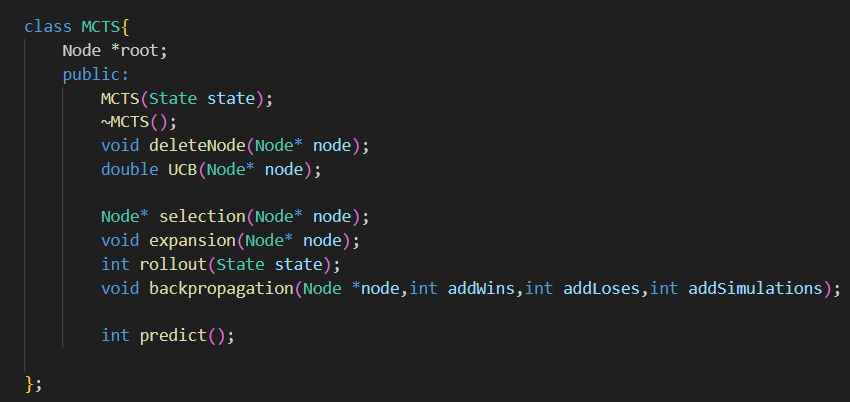 class MCTS{
    Node *root;
    public:
        MCTS(State state);
        ~MCTS();
        void deleteNode(Node* node);
        double UCB(Node* node);

        Node* selection(Node* node);
        void expansion(Node* node);
        int rollout(State state);
        void backpropagation(Node *node,int addWins,int addLoses,int addSimulations);

        int predict();

};